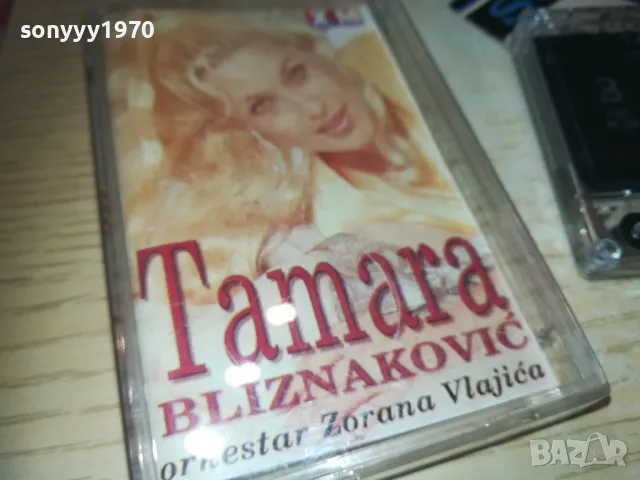 sonyyy1970
Tamara
BLIZNAKOVIĆ
orkestar Zorana Vlajića
BAZAR